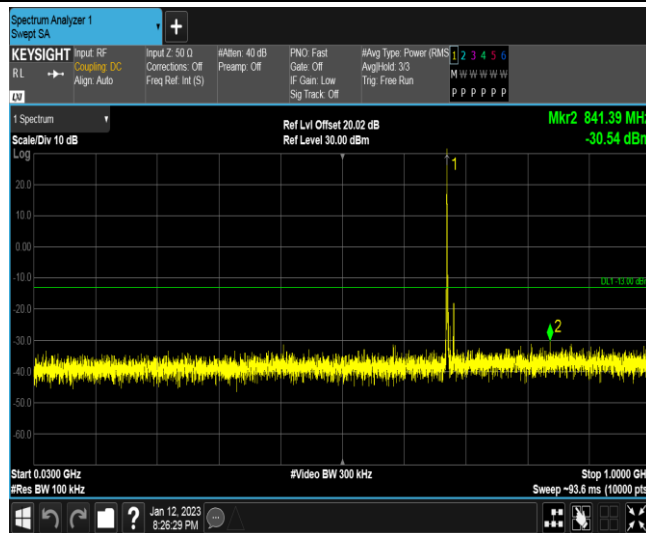 Spectrum Analyzer 1
Swept SA
+
KEYSIGHT Input: RF Input Z: 50 Ω #Atten: 40 dB PNO: Fast #Avg Type: Power (RMS 1 2 3 4 5 6
RL Coupling: DC Corrections: Off Preamp: Off Gate: Off Avg|Hold: 3/3 M W W W W W
Align: Auto Freq Ref: Int (S) IF Gain: Low Trig: Free Run
Sig Track: Off P P P P P P
1 Spectrum Ref Lvl Offset 20.02 dB Mkr2 841.39 MHz
Scale/Div 10 dB Ref Level 30.00 dBm -30.54 dBm
Log
1
20.0
10.0
0.00
-10.0
DL1 -13.00 dBm
-20.0
-30.0
2
-40.0
-50.0
-60.0
Start 0.0300 GHz #Video BW 300 kHz Stop 1.0000 GH
#Res BW 100 kHz Sweep ~93.6 ms (10000 pts
? Jan 12, 2023
8:26:29 PM